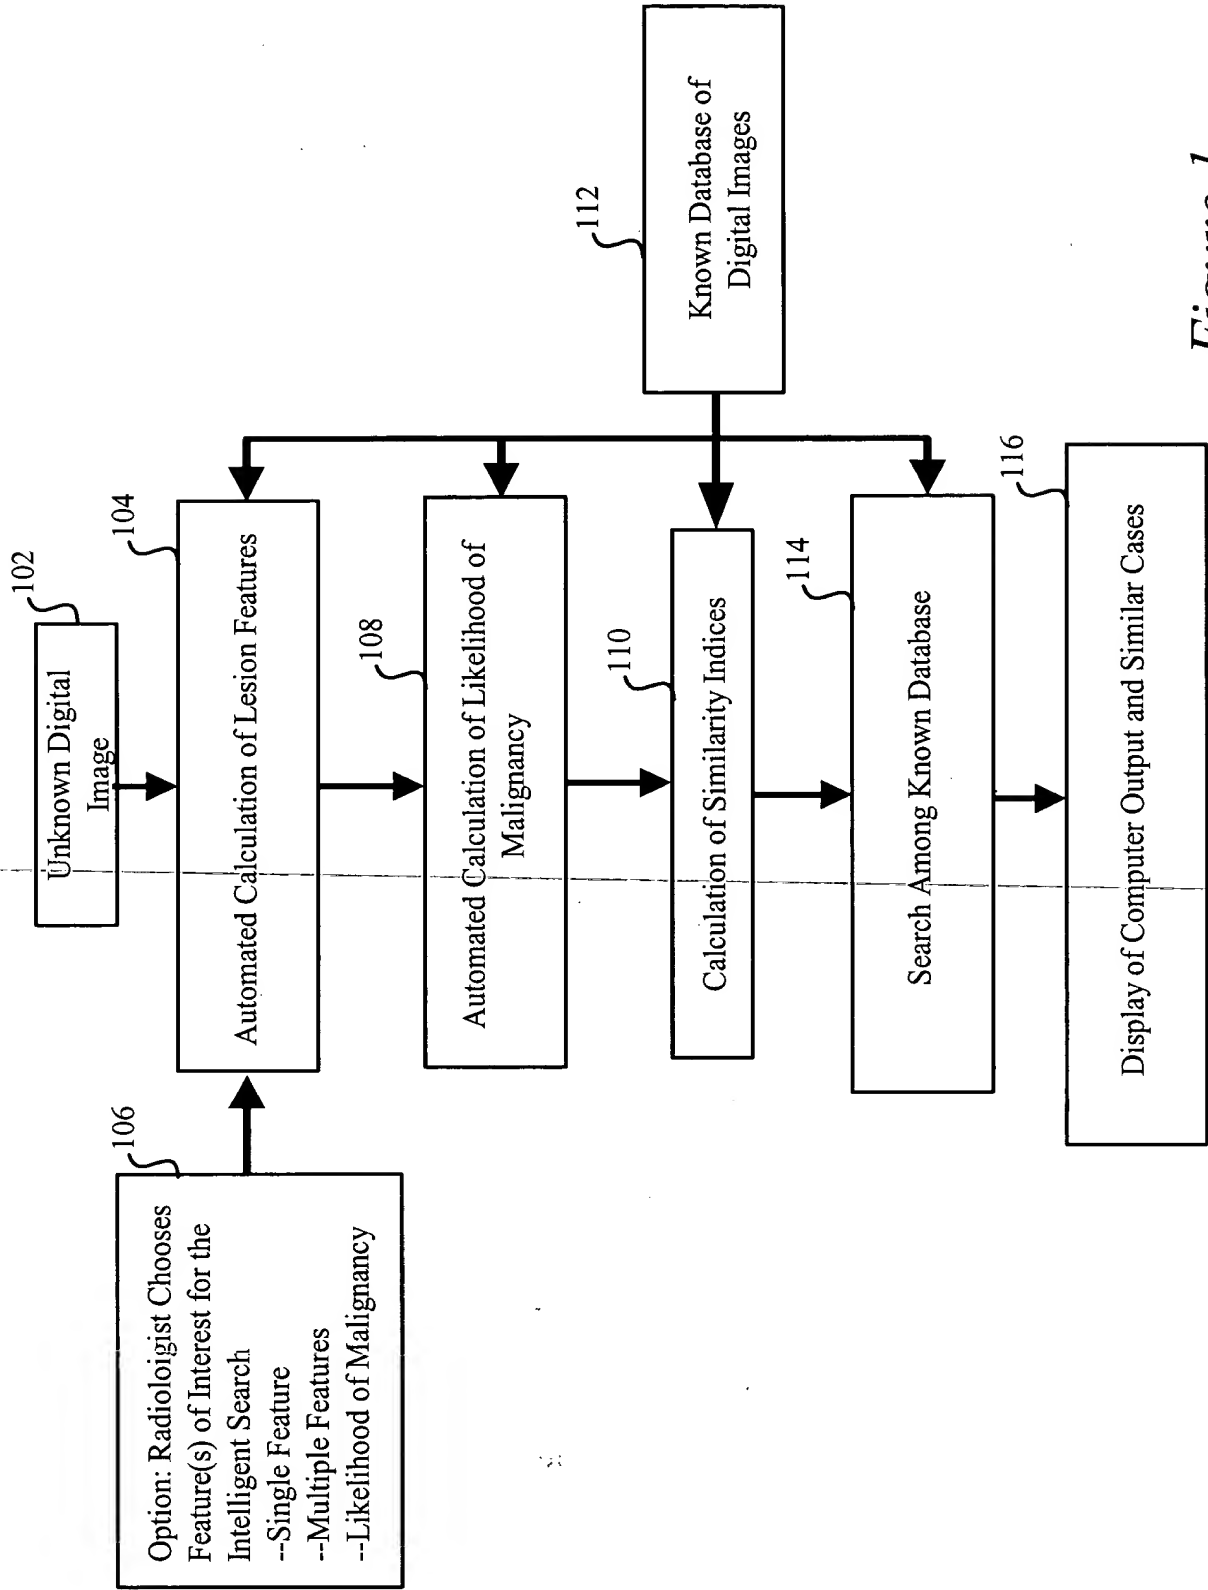 102
Unknown Digital
Image
104
Automated Calculation of Lesion Features
106
Option: Radioloigist Chooses
Feature(s) of Interest for the
Intelligent Search
--Single Feature
--Multiple Features
--Likelihood of Malignancy
108
Automated Calculation of Likelihood of
Malignancy
110
Calculation of Similarity Indices
112
Known Database of
Digital Images
114
Search Among Known Database
116
Display of Computer Output and Similar Cases
Figure 1